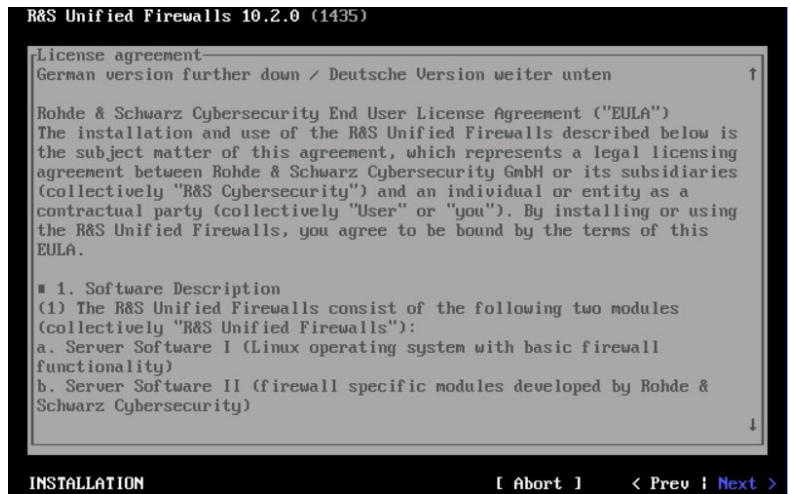 R&S Unified Firewalls 10.2.0 (1435)
License agreement
German version further down / Deutsche Version weiter unten ↑
Rohde & Schwarz Cybersecurity End User License Agreement ("EULA")
The installation and use of the R&S Unified Firewalls described below is
the subject matter of this agreement, which represents a legal licensing
agreement between Rohde & Schwarz Cybersecurity GmbH or its subsidiaries
(collectively "R&S Cybersecurity") and an individual or entity as a
contractual party (collectively "User" or "you"). By installing or using
the R&S Unified Firewalls, you agree to be bound by the terms of this
EULA.
■ 1. Software Description
(1) The R&S Unified Firewalls consist of the following two modules
(collectively "R&S Unified Firewalls"):
a. Server Software I (Linux operating system with basic firewall
functionality)
b. Server Software II (firewall specific modules developed by Rohde &
Schwarz Cybersecurity)
↓
INSTALLATION [ Abort ] < Prev ¦ Next >